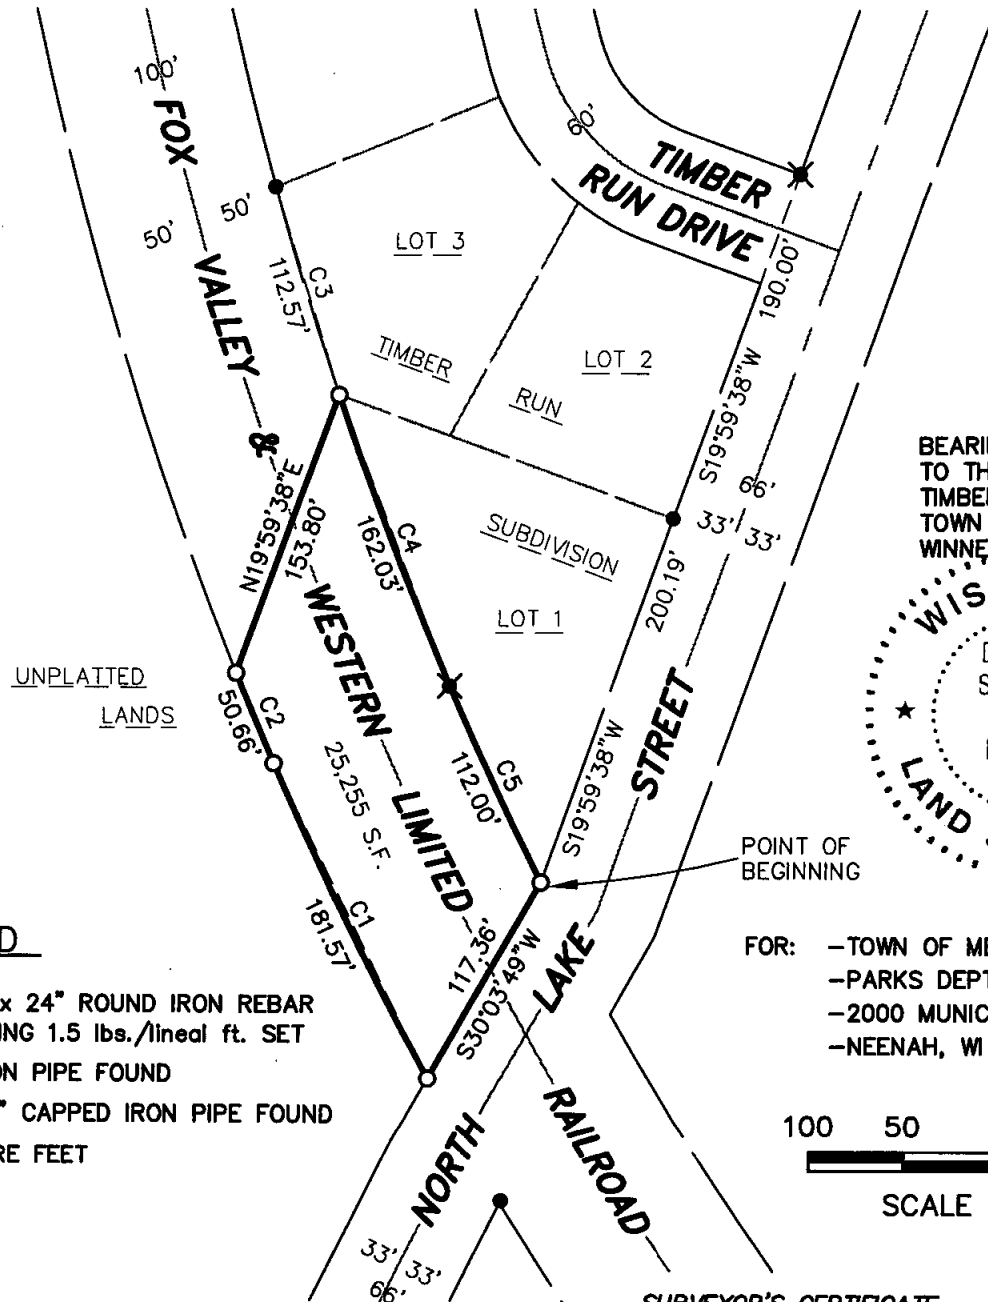 100'
FOX
50'
50'
VALLEY
&
WESTERN
LIMITED
RAILROAD
60'
TIMBER
RUN DRIVE
LOT 3
C3
112.57'
TIMBER
RUN
SUBDIVISION
LOT 2
LOT 1
190.00'
S19°59'38"W
66'
33' 33'
200.19'
S19°59'38"W
N19°59'38"E
153.80'
C4
162.03'
C5
112.00'
UNPLATTED
LANDS
C2
50.66'
25,255 S.F.
C1
181.57'
117.36'
S30°03'49"W
NORTH
LAKE
STREET
33' 33'
66'
POINT OF
BEGINNING
TO TH
TOWN
WIS
LAND
FOR: -TOWN OF ME
-PARKS DEPT
-2000 MUNIC
-NEENAH, WI
D
x 24" ROUND IRON REBAR
NG 1.5 lbs./lineal ft. SET
ON PIPE FOUND
" CAPPED IRON PIPE FOUND
RE FEET
100 50
SCALE
SURVEYOR'S CERTIFICATE